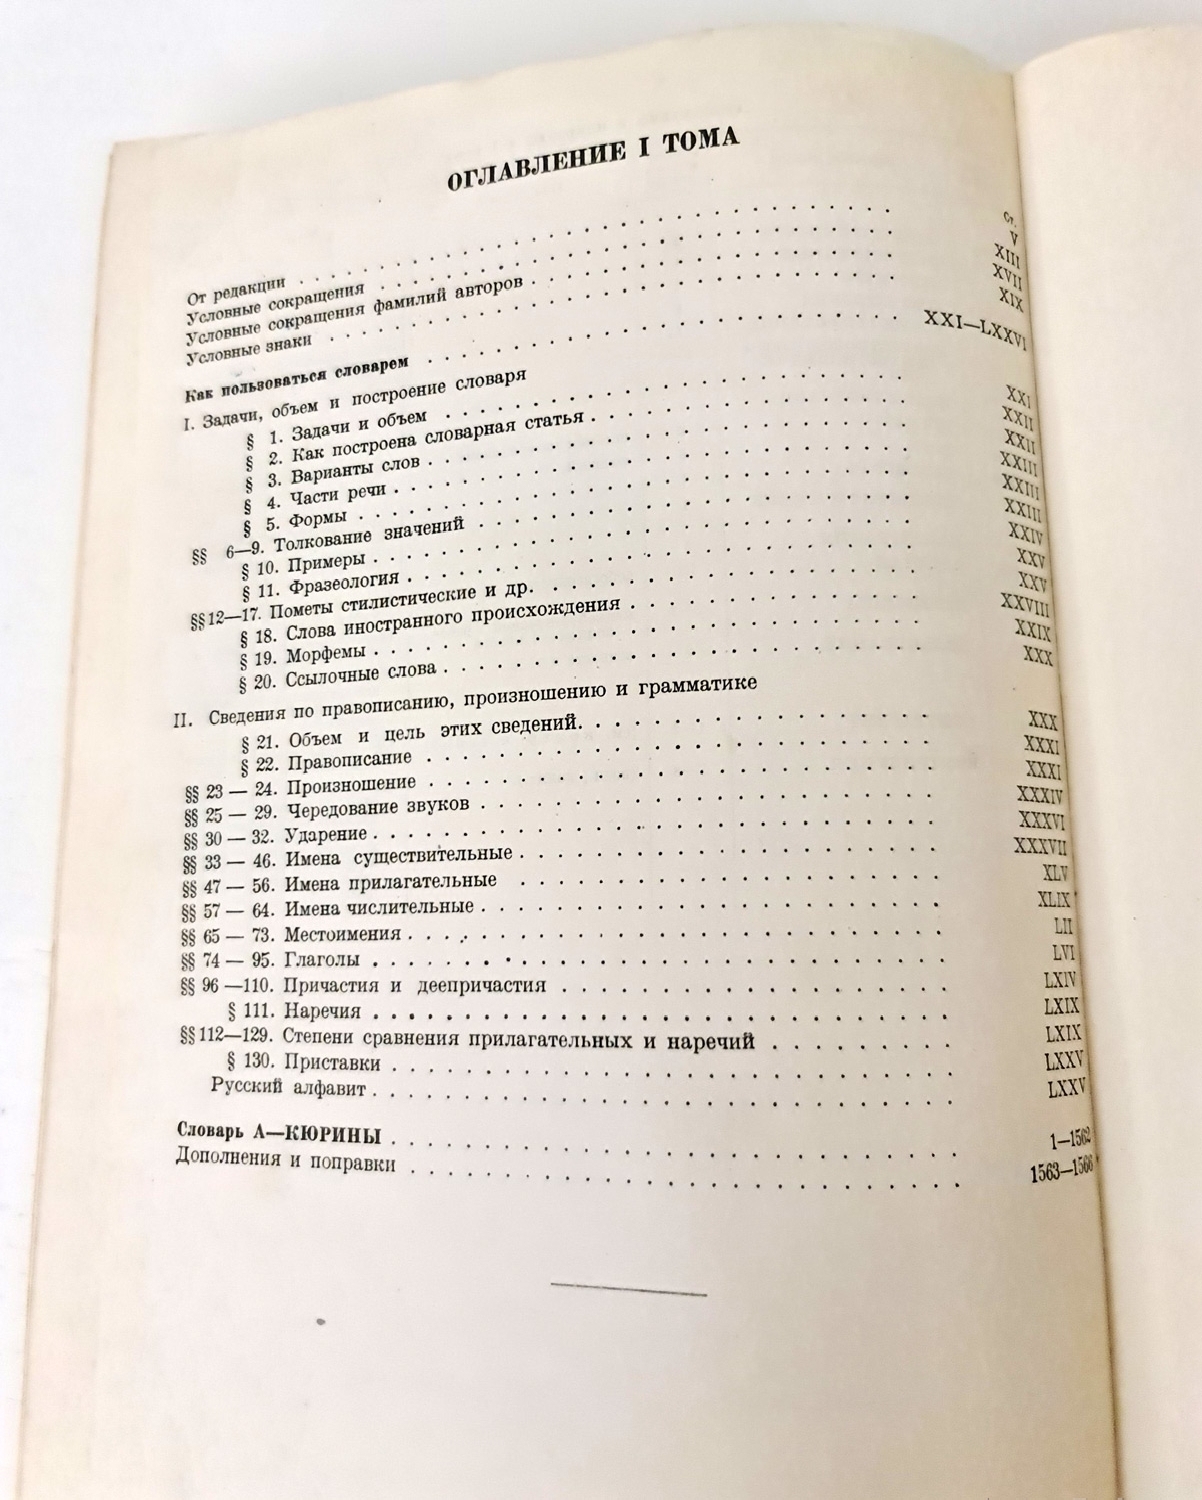 ОГЛАВЛЕНИЕ I ТОМА
Ст.
От редакции . . . V
Условные сокращения . . . XIII
Условные сокращения фамилий авторов . . . XVII
Условные знаки . . . XIX
Как пользоваться словарем . . . XXI—LXXVI
I. Задачи, объем и построение словаря
§ 1. Задачи и объем . . . XXI
§ 2. Как построена словарная статья . . . XXII
§ 3. Варианты слов . . . XXII
§ 4. Части речи . . . XXIII
§ 5. Формы . . . XXIII
§§ 6—9. Толкование значений . . . XXIII
§ 10. Примеры . . . XXIV
§ 11. Фразеология . . . XXV
§§ 12—17. Пометы стилистические и др. . . . XXV
§ 18. Слова иностранного происхождения . . . XXVIII
§ 19. Морфемы . . . XXIX
§ 20. Ссылочные слова . . . XXX
II. Сведения по правописанию, произношению и грамматике
§ 21. Объем и цель этих сведений. . . . XXX
§ 22. Правописание . . . XXXI
§§ 23 — 24. Произношение . . . XXXI
§§ 25 — 29. Чередование звуков . . . XXXIV
§§ 30 — 32. Ударение . . . XXXVI
§§ 33 — 46. Имена существительные . . . XXXVII
§§ 47 — 56. Имена прилагательные . . . XLV
§§ 57 — 64. Имена числительные . . . XLIX
§§ 65 — 73. Местоимения . . . LII
§§ 74 — 95. Глаголы . . . LVI
§§ 96 —110. Причастия и деепричастия . . . LXIV
§ 111. Наречия . . . LXIX
§§ 112—129. Степени сравнения прилагательных и наречий . . . LXIX
§ 130. Приставки . . . LXXV
Русский алфавит . . . LXXV
Словарь А—КЮРИНЫ . . . 1—1562
Дополнения и поправки . . . 1563—1566